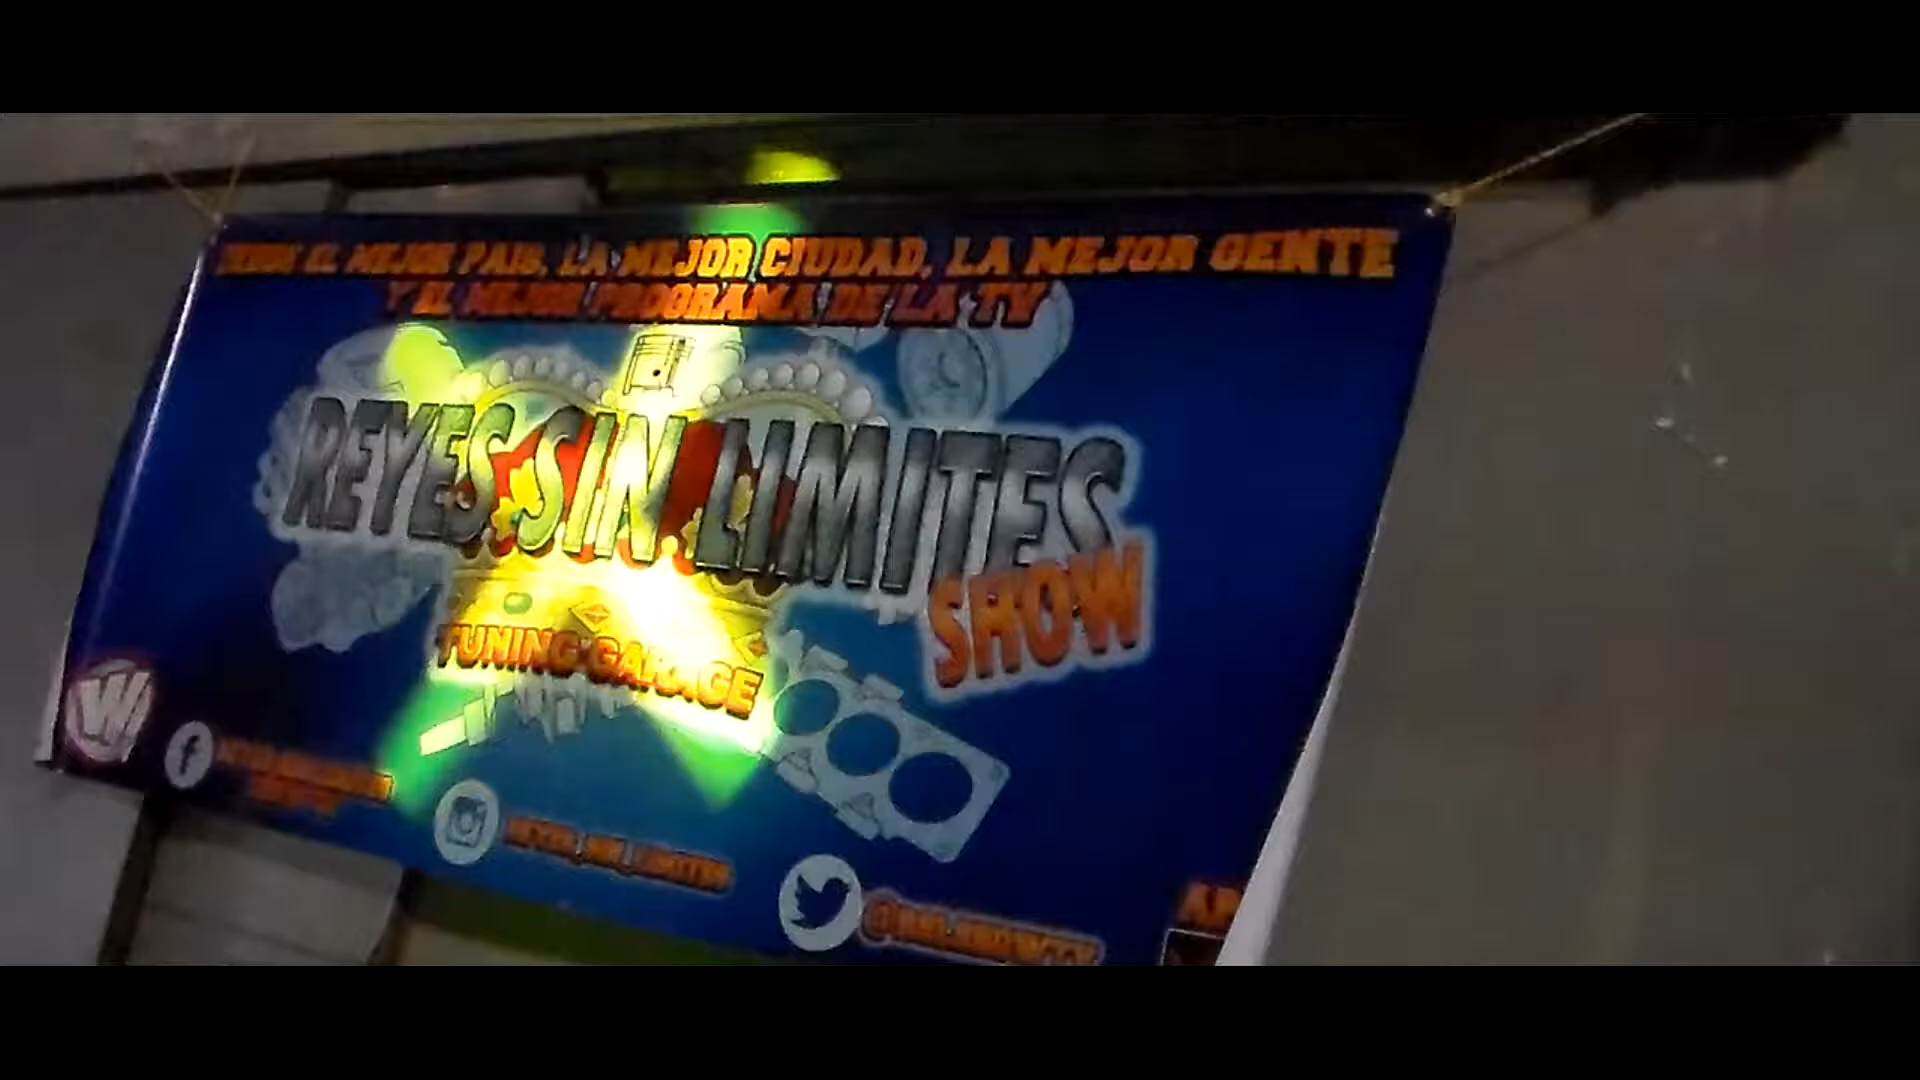 DESDE EL MEJOR PAIS, LA MEJOR CIUDAD, LA MEJOR GENTE
Y EL MEJOR PROGRAMA DE LA TV
REYES SIN LIMITES
SHOW
TUNING GARAGE
W
f